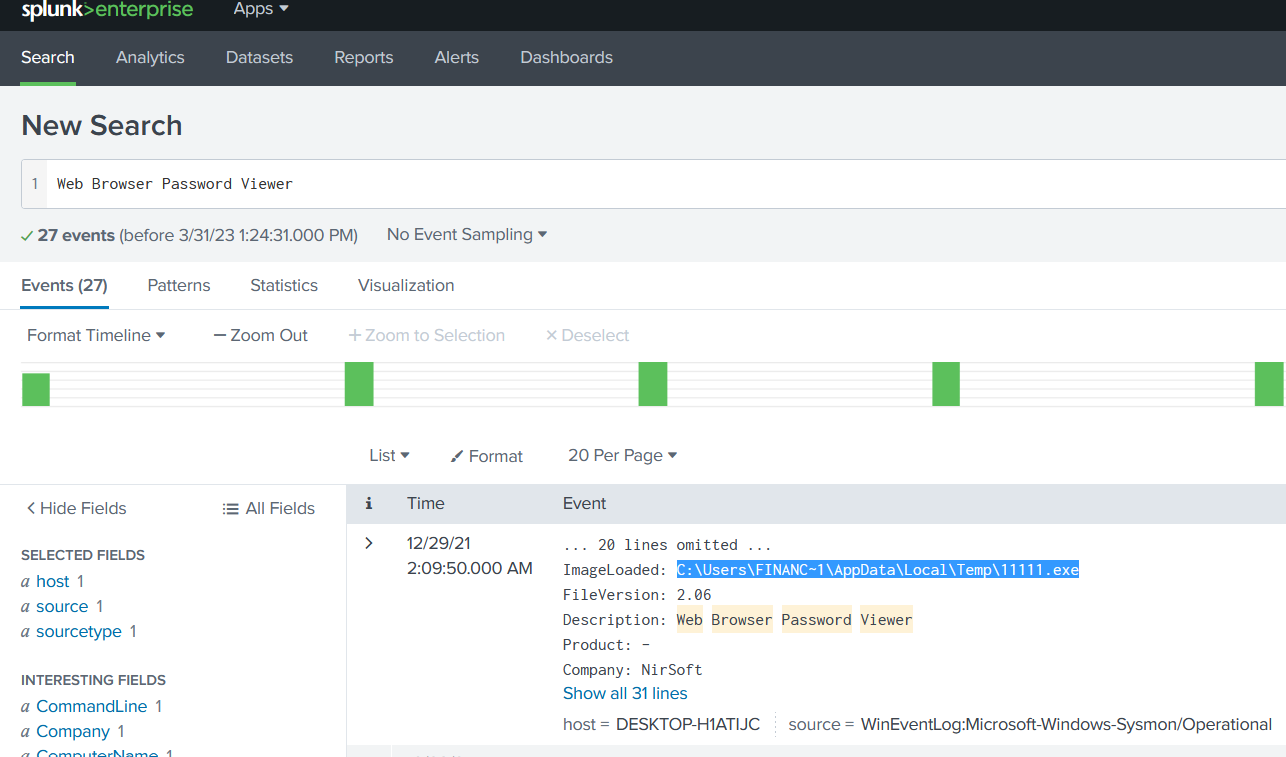 splunk>enterprise Apps
Search Analytics Datasets Reports Alerts Dashboards
New Search
1 Web Browser Password Viewer
27 events (before 3/31/23 1:24:31.000 PM) No Event Sampling
Events (27) Patterns Statistics Visualization
Format Timeline – Zoom Out + Zoom to Selection × Deselect
List Format 20 Per Page
< Hide Fields All Fields
i Time Event
SELECTED FIELDS
a host 1
a source 1
a sourcetype 1
INTERESTING FIELDS
a CommandLine 1
a Company 1
a ComputerName 1
> 12/29/21
2:09:50.000 AM
... 20 lines omitted ...
ImageLoaded: C:\Users\FINANC~1\AppData\Local\Temp\11111.exe
FileVersion: 2.06
Description: Web Browser Password Viewer
Product: -
Company: NirSoft
Show all 31 lines
host = DESKTOP-H1ATIJC source = WinEventLog:Microsoft-Windows-Sysmon/Operational